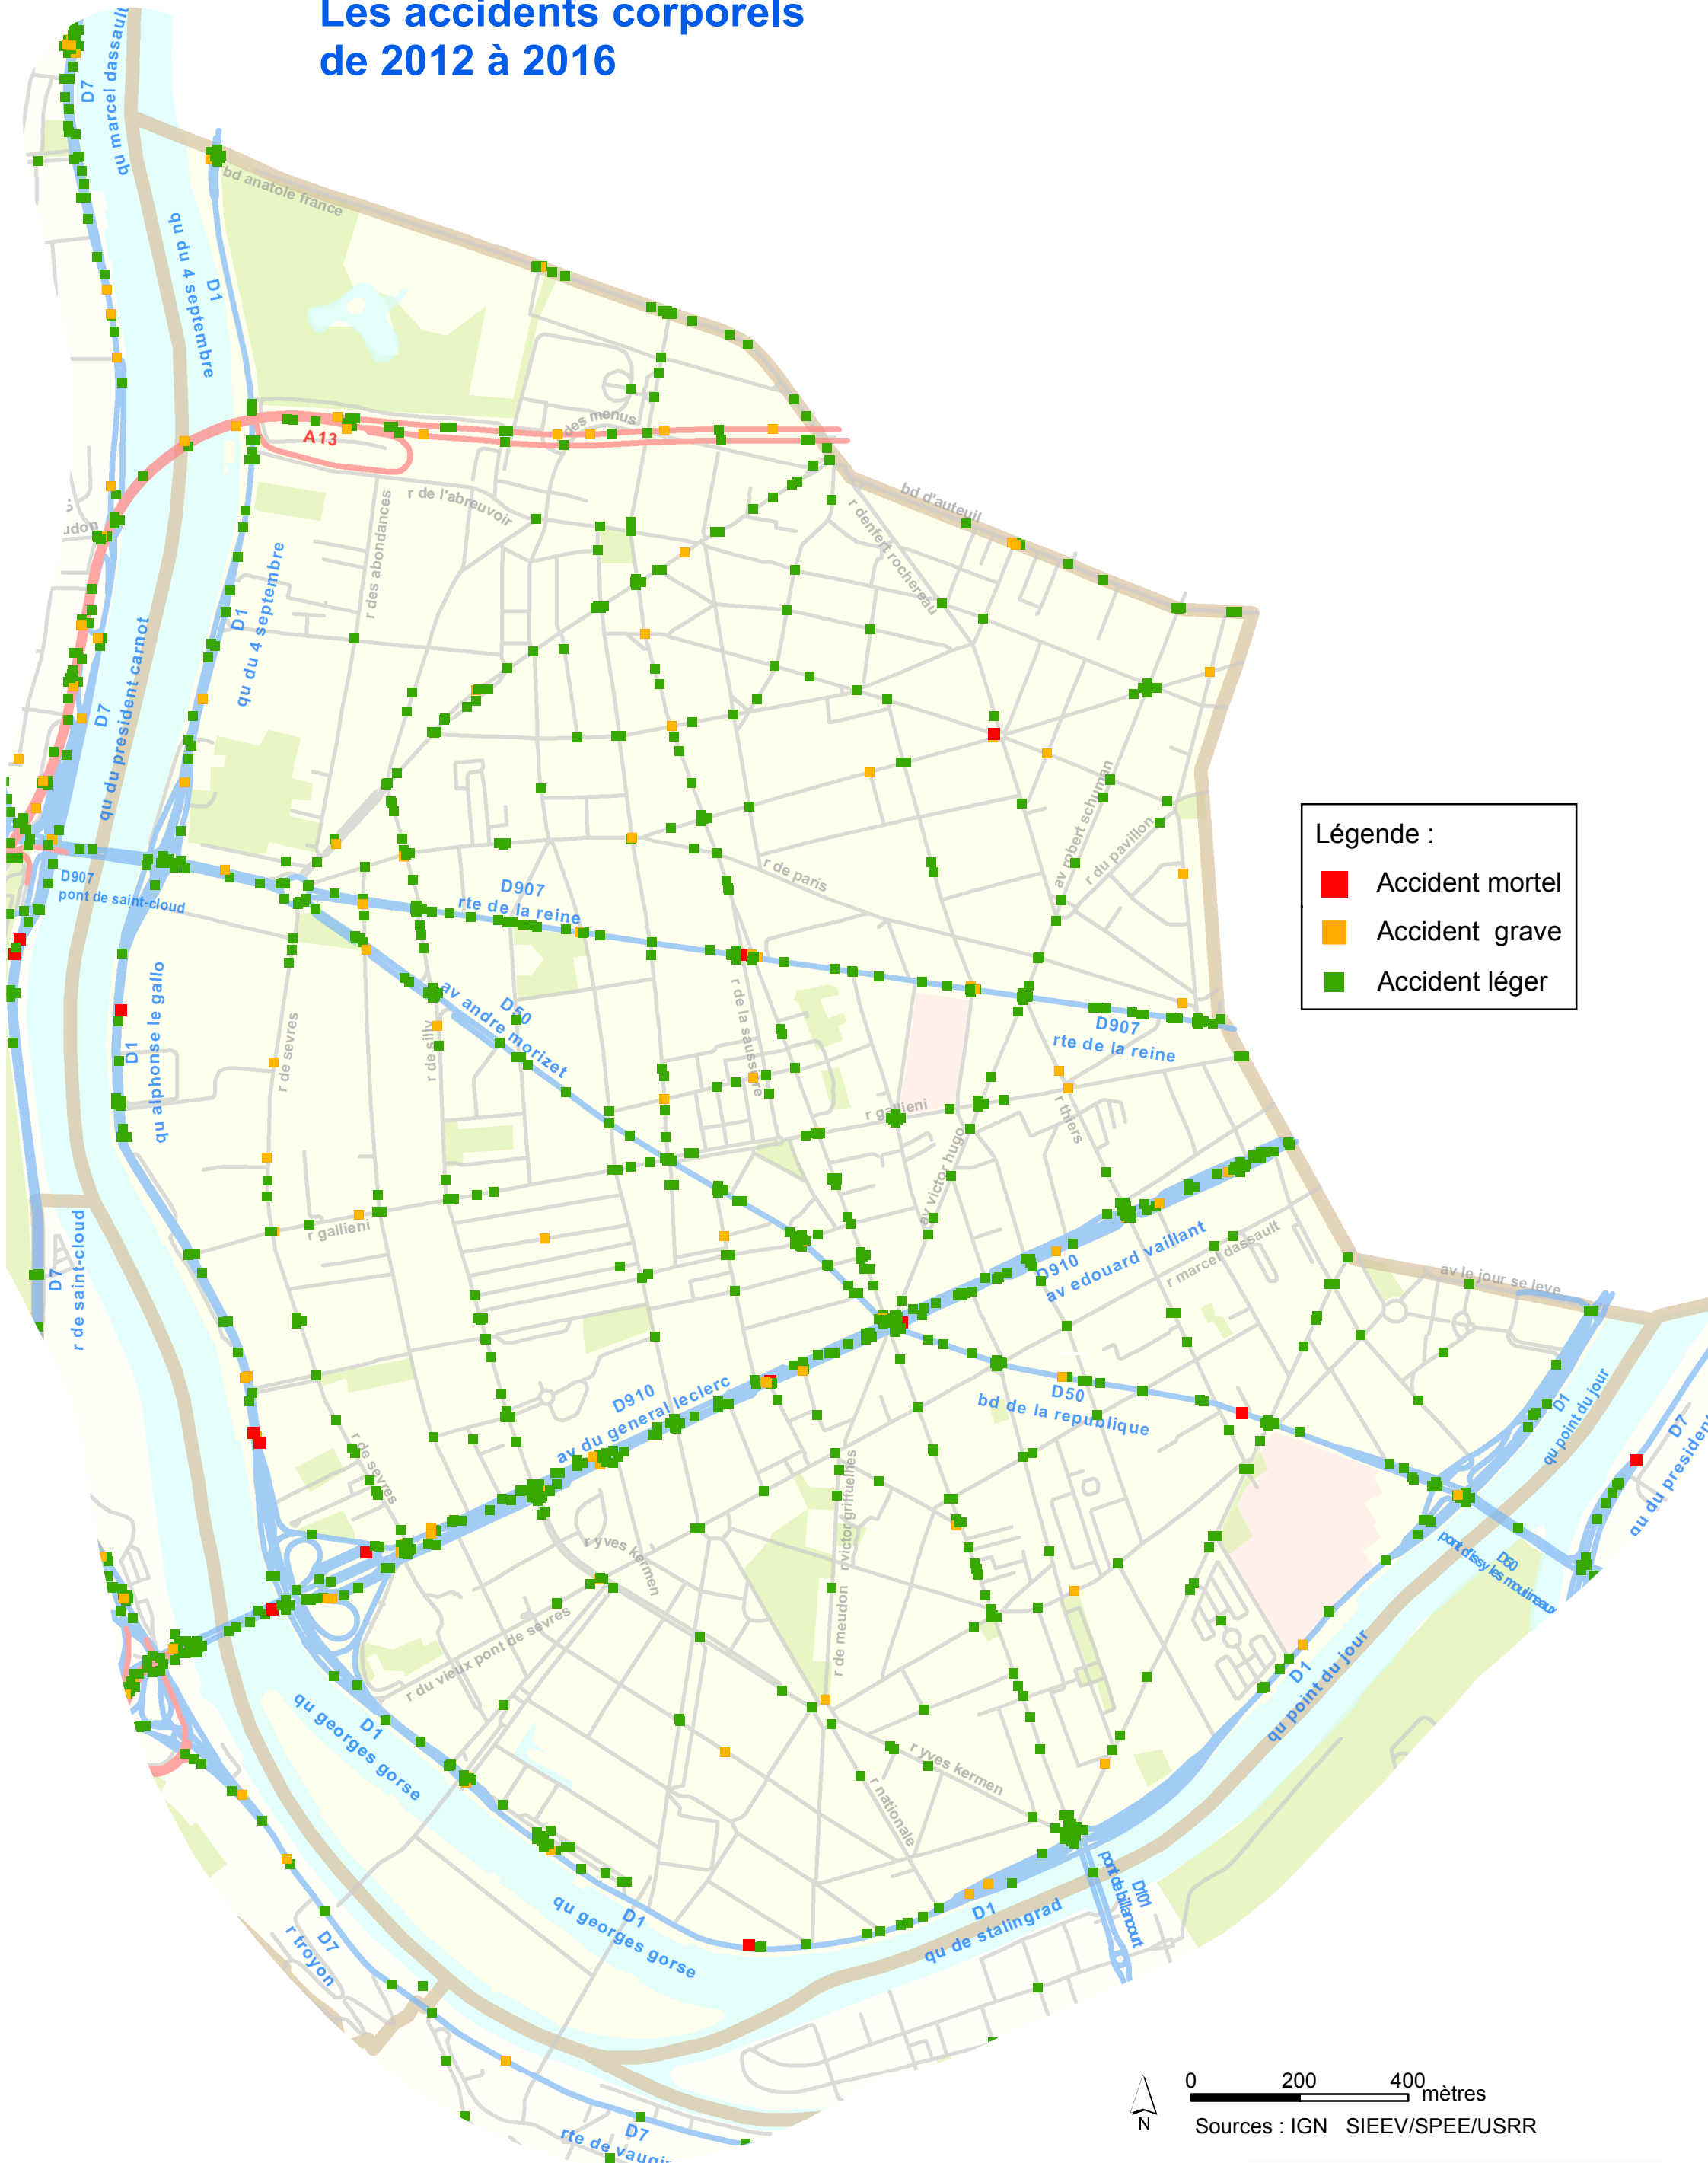 Les accidents corporels
de 2012 à 2016
D7
qu marcel dassault
bd anatole france
qu du 4 septembre
D1
A13
des menus
r de l'abreuvoir
r des abondances
udon
bd d'auteuil
r denfert rochereau
D1
qu du 4 septembre
D7
qu du president carnot
av robert schuman
r du pavillon
r de paris
D907
pont de saint-cloud
D907
rte de la reine
Légende :
Accident mortel
Accident grave
Accident léger
D1
qu alphonse le gallo
r de sevres
r de silly
av andre morizet
D50
r de la saussiere
D907
rte de la reine
r gallieni
r thiers
av victor hugo
r gallieni
D7
r de saint-cloud
D910
av edouard vaillant
r marcel dassault
av le jour se leve
D910
av du general leclerc
D50
bd de la republique
D1
qu point du jour
D7
qu du president
r de sevres
r yves kermen
r victor griffuelhes
r de meudon
r du vieux pont de sevres
D50
pont d'issy les moulineaux
D1
qu point du jour
D1
qu georges gorse
r yves kermen
r nationale
D1
qu georges gorse
D1
qu de stalingrad
D101
pont de billancourt
D7
r troyon
D7
rte de vaugir
N
0 200 400 mètres
Sources : IGN SIEEV/SPEE/USRR